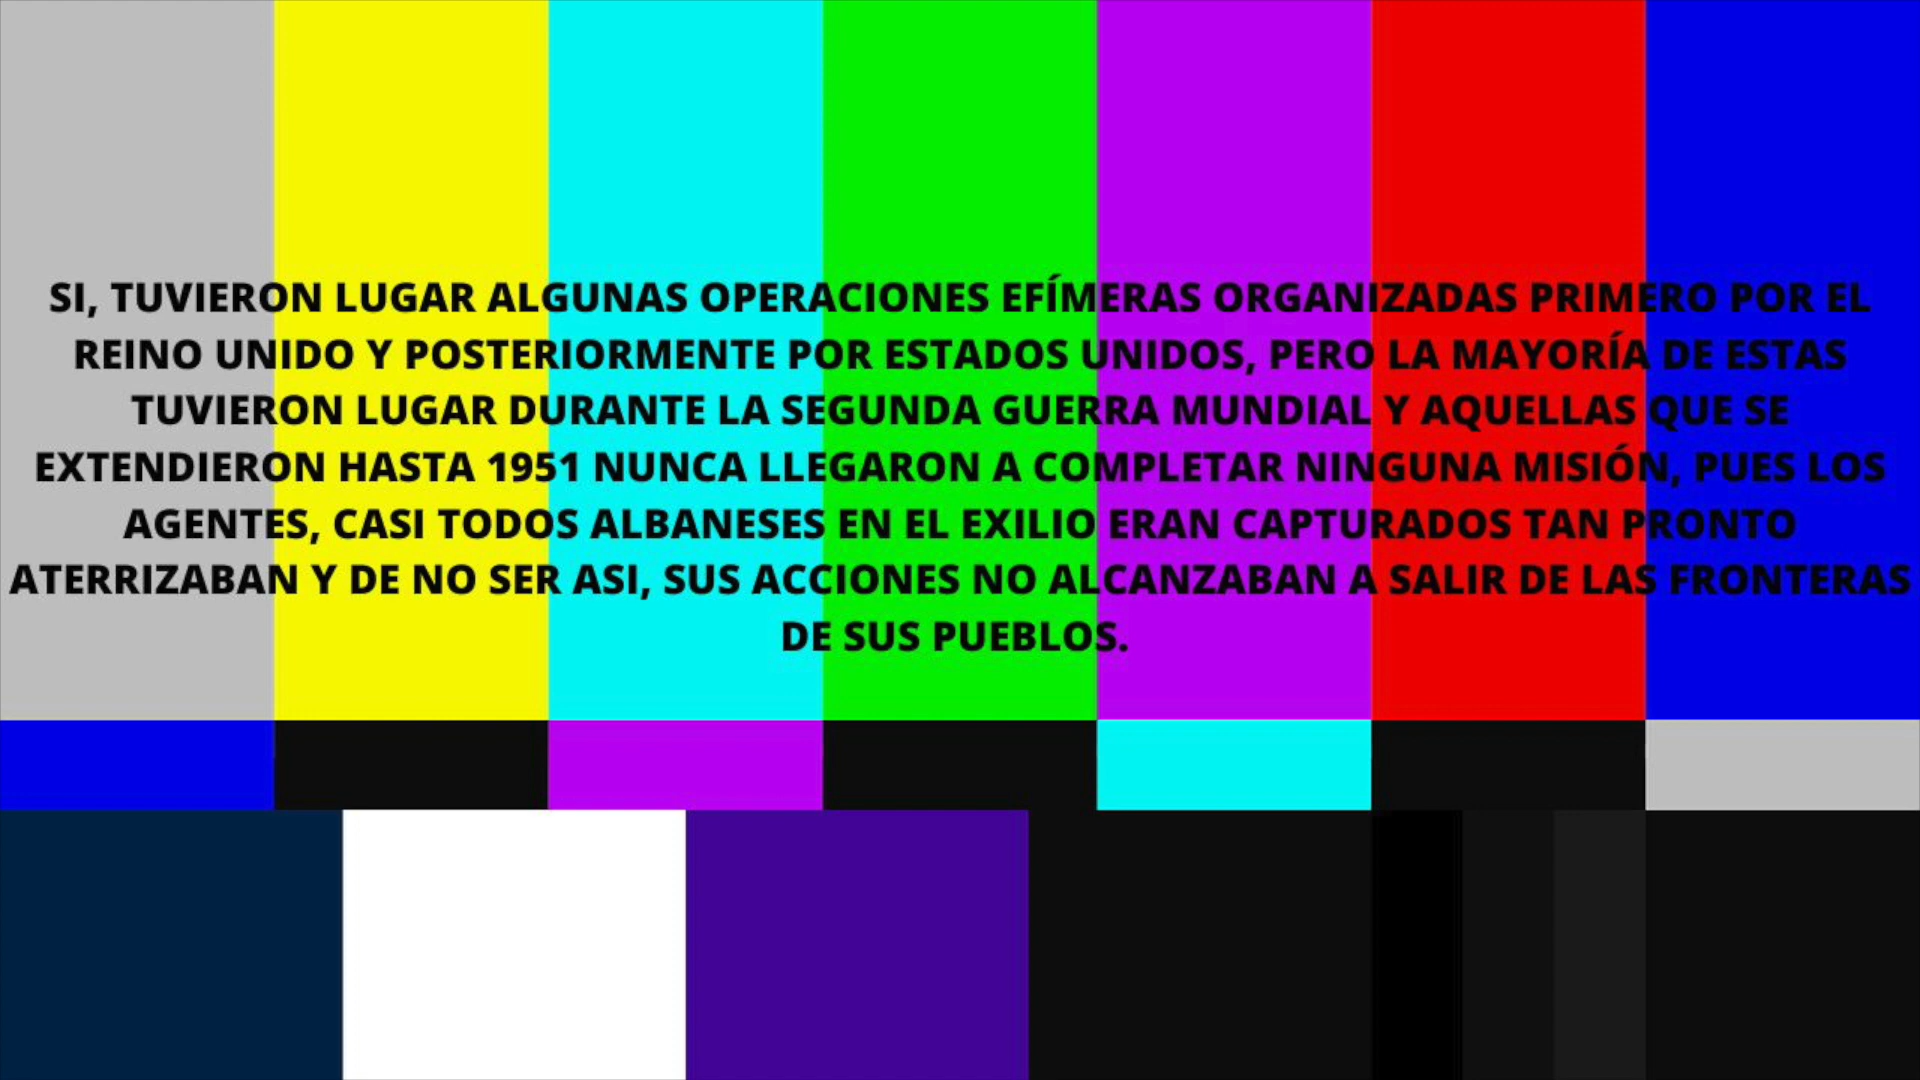 SI, TUVIERON LUGAR ALGUNAS OPERACIONES EFÍMERAS ORGANIZADAS PRIMERO POR EL
REINO UNIDO Y POSTERIORMENTE POR ESTADOS UNIDOS, PERO LA MAYORÍA DE ESTAS
TUVIERON LUGAR DURANTE LA SEGUNDA GUERRA MUNDIAL Y AQUELLAS QUE SE
EXTENDIERON HASTA 1951 NUNCA LLEGARON A COMPLETAR NINGUNA MISIÓN, PUES LOS
AGENTES, CASI TODOS ALBANESES EN EL EXILIO ERAN CAPTURADOS TAN PRONTO
ATERRIZABAN Y DE NO SER ASI, SUS ACCIONES NO ALCANZABAN A SALIR DE LAS FRONTERAS
DE SUS PUEBLOS.